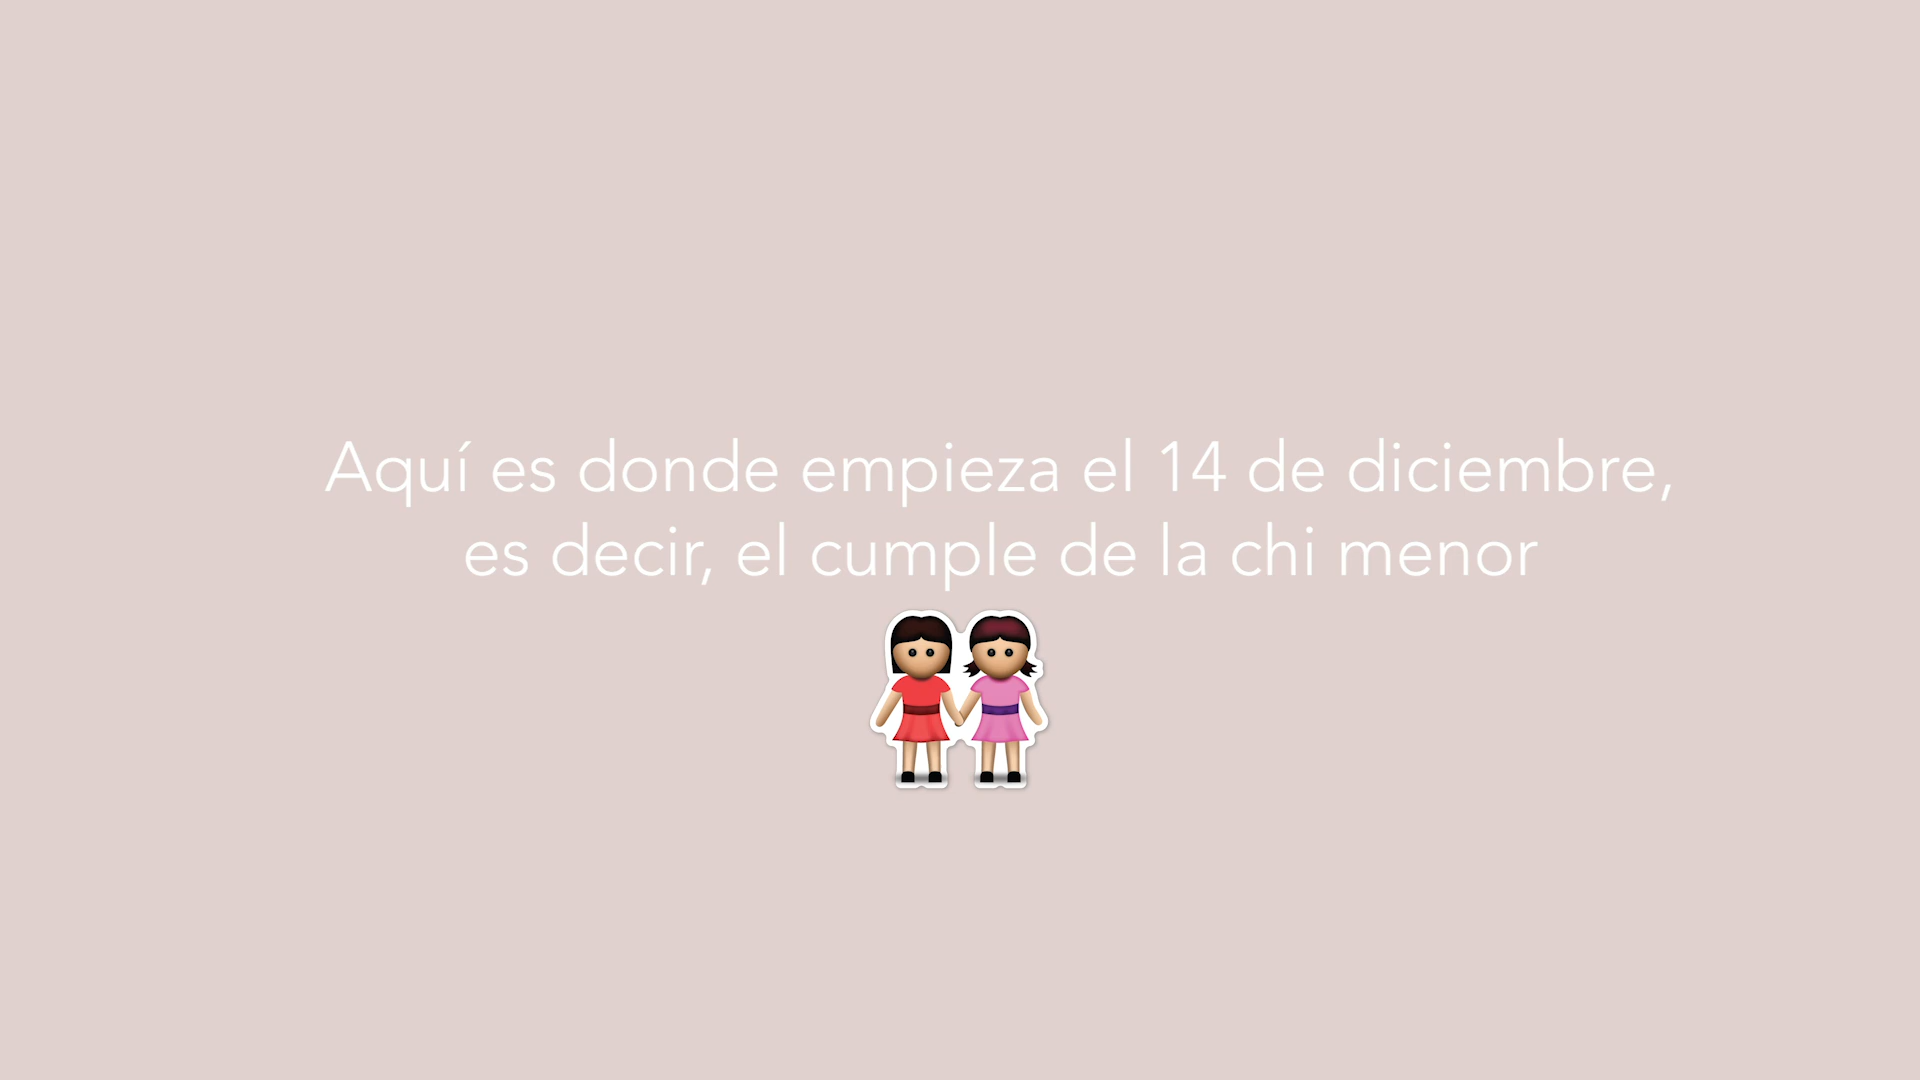 Aquí es donde empieza el 14 de diciembre,
es decir, el cumple de la chi menor